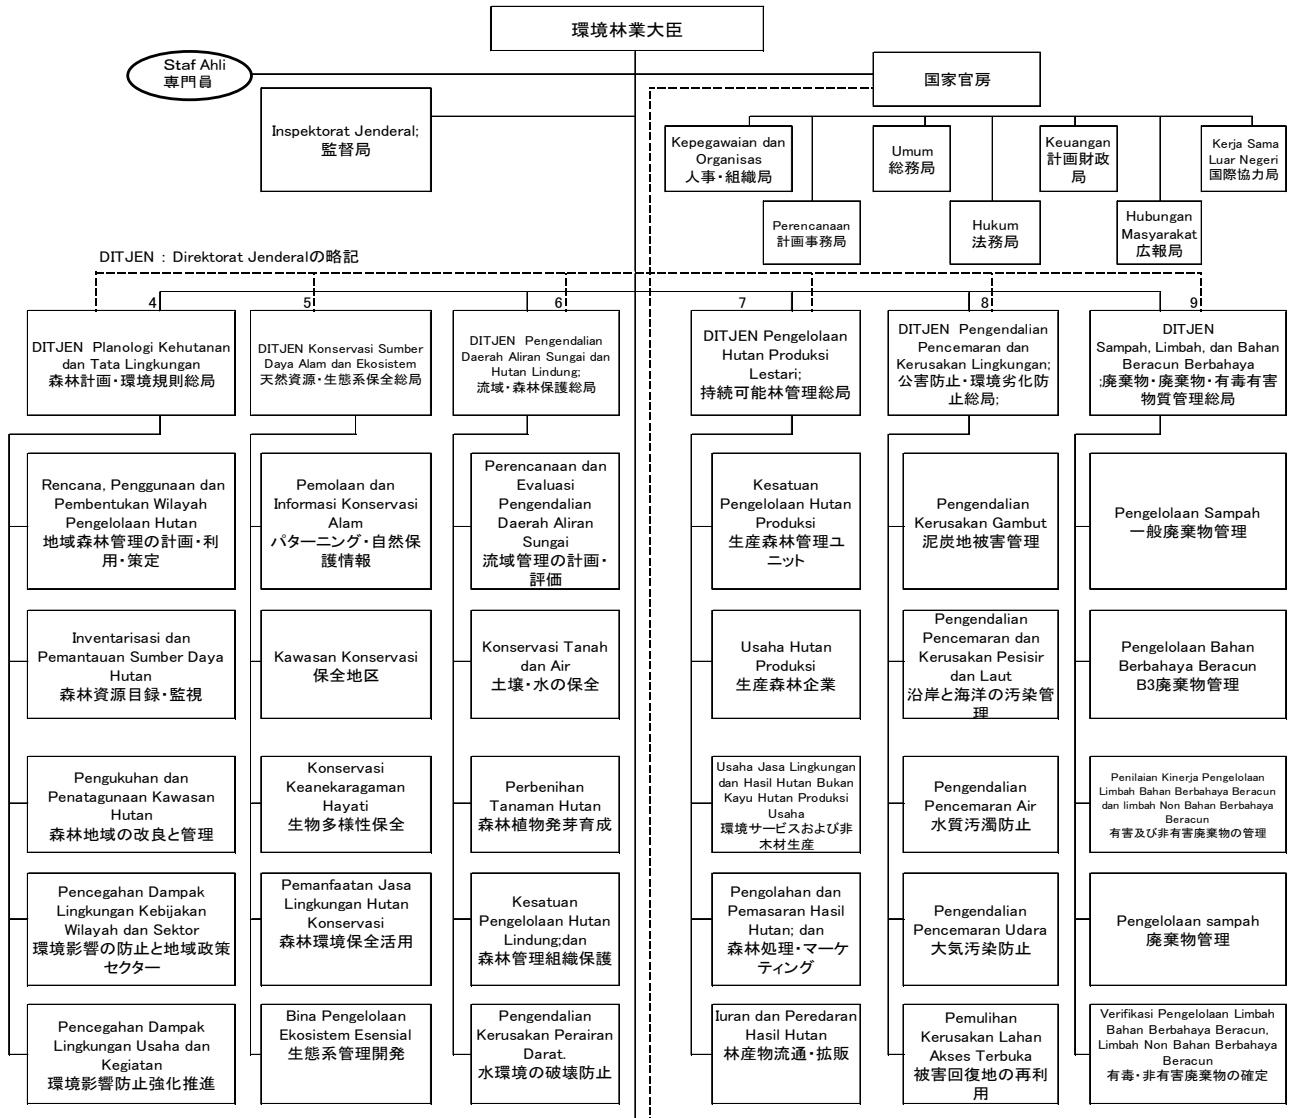 環境林業大臣
Staf Ahli
専門員
国家官房
Inspektorat Jenderal;
監督局
Kepegawaian dan
Organisas
人事・組織局
Umum
総務局
Keuangan
計画財政
局
Kerja Sama
Luar Negeri
国際協力局
Perencanaan
計画事務局
Hukum
法務局
Hubungan
Masyarakat
広報局
DITJEN : Direktorat Jenderalの略記
4
5
6
7
8
9
DITJEN Planologi Kehutanan
dan Tata Lingkungan
森林計画・環境規則総局
DITJEN Konservasi Sumber
Daya Alam dan Ekosistem
天然資源・生態系保全総局
DITJEN Pengendalian
Daerah Aliran Sungai dan
Hutan Lindung;
流域・森林保護総局
DITJEN Pengelolaan
Hutan Produksi
Lestari;
持続可能林管理総局
DITJEN Pengendalian
Pencemaran dan
Kerusakan Lingkungan;
公害防止・環境劣化防
止総局;
DITJEN
Sampah, Limbah, dan Bahan
Beracun Berbahaya
;廃棄物・廃棄物・有毒有害
物質管理総局
Rencana, Penggunaan dan
Pembentukan Wilayah
Pengelolaan Hutan
地域森林管理の計画・利
用・策定
Pemolaan dan
Informasi Konservasi
Alam
パターニング・自然保
護情報
Perencanaan dan
Evaluasi
Pengendalian
Daerah Aliran
Sungai
流域管理の計画・
評価
Kesatuan
Pengelolaan Hutan
Produksi
生産森林管理ユ
ニット
Pengendalian
Kerusakan Gambut
泥炭地被害管理
Pengelolaan Sampah
一般廃棄物管理
Inventarisasi dan
Pemantauan Sumber Daya
Hutan
森林資源目録・監視
Kawasan Konservasi
保全地区
Konservasi Tanah
dan Air
土壌・水の保全
Usaha Hutan
Produksi
生産森林企業
Pengendalian
Pencemaran dan
Kerusakan Pesisir
dan Laut
沿岸と海洋の汚染管
理
Pengelolaan Bahan
Berbahaya Beracun
B3廃棄物管理
Pengukuhan dan
Penatagunaan Kawasan
Hutan
森林地域の改良と管理
Konservasi
Keanekaragaman
Hayati
生物多様性保全
Perbenihan
Tanaman Hutan
森林植物発芽育成
Usaha Jasa Lingkungan
dan Hasil Hutan Bukan
Kayu Hutan Produksi
Usaha
環境サービスおよび非
木材生産
Pengendalian
Pencemaran Air
水質汚濁防止
Penilaian Kinerja Pengelolaan
Limbah Bahan Berbahaya Beracun
dan limbah Non Bahan Berbahaya
Beracun
有害及び非有害廃棄物の管理
Pencegahan Dampak
Lingkungan Kebijakan
Wilayah dan Sektor
環境影響の防止と地域政策
セクター
Pemanfaatan Jasa
Lingkungan Hutan
Konservasi
森林環境保全活用
Kesatuan
Pengelolaan Hutan
Lindung;dan
森林管理組織保護
Pengolahan dan
Pemasaran Hasil
Hutan; dan
森林処理・マーケ
ティング
Pengendalian
Pencemaran Udara
大気汚染防止
Pengelolaan sampah
廃棄物管理
Pencegahan Dampak
Lingkungan Usaha dan
Kegiatan
環境影響防止強化推進
Bina Pengelolaan
Ekosistem Esensial
生態系管理開発
Pengendalian
Kerusakan Perairan
Darat.
水環境の破壊防止
Iuran dan Peredaran
Hasil Hutan
林産物流通・拡販
Pemulihan
Kerusakan Lahan
Akses Terbuka
被害回復地の再利
用
Verifikasi Pengelolaan Limbah
Bahan Berbahaya Beracun,
Limbah Non Bahan Berbahaya
Beracun
有毒・非有害廃棄物の確定